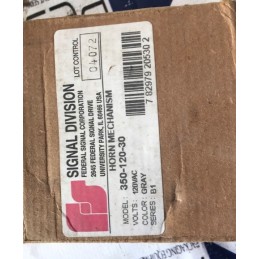 LOT CONTROL
04072
SIGNAL DIVISION
FEDERAL SIGNAL CORPORATION
2645 FEDERAL SIGNAL DRIVE
UNIVERSITY PARK, IL 60466 USA
HORN MECHANISM
MODEL: 350-120-30
VOLTS: 120VAC
COLOR: GRAY
SERIES: B1
7 82979 20530 2